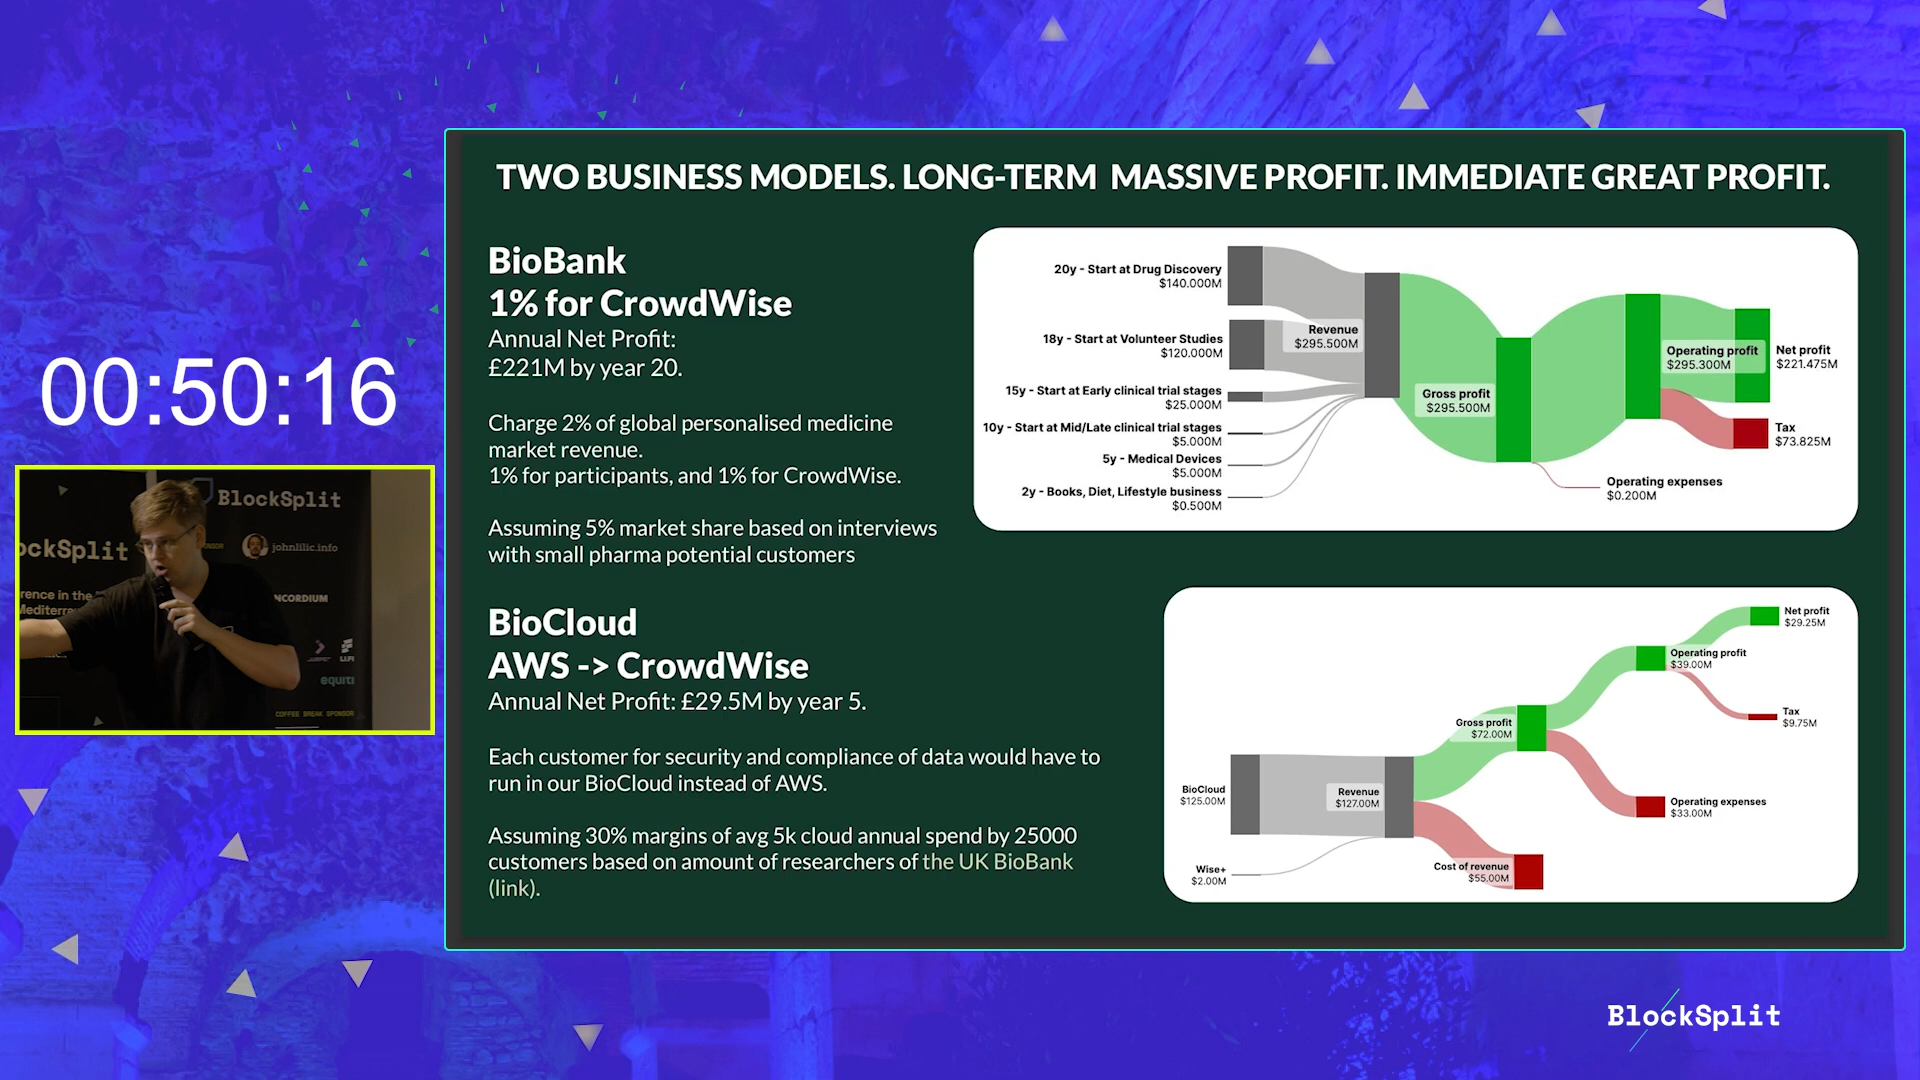 TWO BUSINESS MODELS. LONG-TERM MASSIVE PROFIT. IMMEDIATE GREAT PROFIT.
BioBank
1% for CrowdWise
Annual Net Profit:
£221M by year 20.
Charge 2% of global personalised medicine
market revenue.
1% for participants, and 1% for CrowdWise.
Assuming 5% market share based on interviews
with small pharma potential customers
20y - Start at Drug Discovery
$140.000M
18y - Start at Volunteer Studies
$120.000M
15y - Start at Early clinical trial stages
$25.000M
10y - Start at Mid/Late clinical trial stages
$5.000M
5y - Medical Devices
$5.000M
2y - Books, Diet, Lifestyle business
$0.500M
Revenue
$295.500M
Gross profit
$295.500M
Operating profit
$295.300M
Net profit
$221.475M
Tax
$73.825M
Operating expenses
$0.200M
BioCloud
AWS -> CrowdWise
Annual Net Profit: £29.5M by year 5.
Each customer for security and compliance of data would have to
run in our BioCloud instead of AWS.
Assuming 30% margins of avg 5k cloud annual spend by 25000
customers based on amount of researchers of the UK BioBank
(link).
BioCloud
$125.00M
Wise+
$2.00M
Revenue
$127.00M
Gross profit
$72.00M
Cost of revenue
$55.00M
Operating profit
$39.00M
Operating expenses
$33.00M
Net profit
$29.25M
Tax
$9.75M
00:50:16
BlockSplit
ockSplit
johnlilic.info
rence in the
Mediterra
NCORDIUM
LI.FI
equiti
COFFEE BREAK SPONSOR
BlockSplit